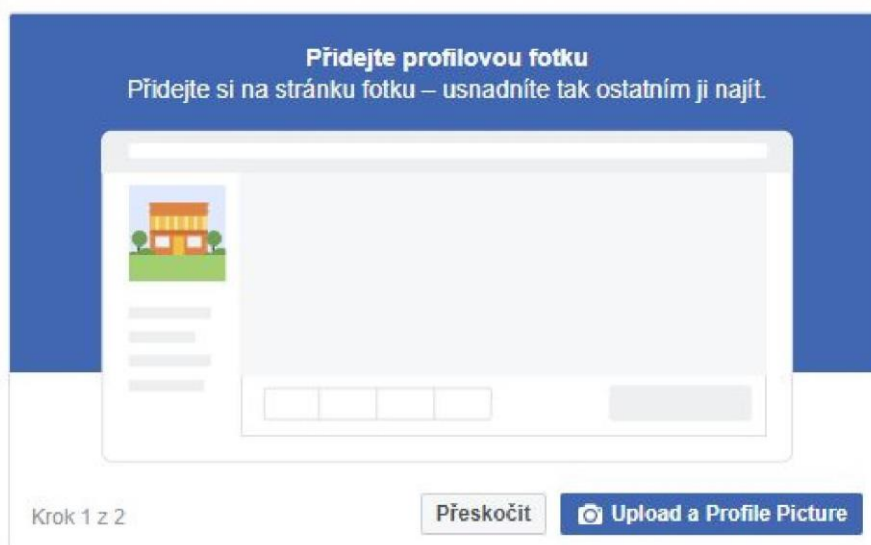 Přidejte profilovou fotku
Přidejte si na stránku fotku – usnadníte tak ostatním ji najít.
Krok 1 z 2
Přeskočit
Upload a Profile Picture